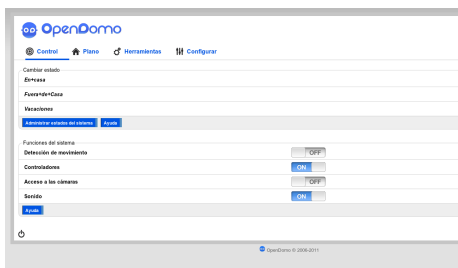 OpenDomo
Control Plano Herramientas Configurar
Cambiar estado
En+casa
Fuera+de+Casa
Vacaciones
Administrar estados del sistema Ayuda
Funciones del sistema
Detección de movimiento OFF
Controladores ON
Acceso a las cámaras OFF
Sonido ON
Ayuda
OpenDomo © 2006-2011